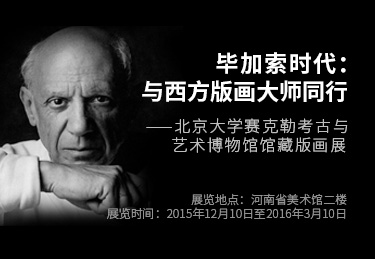 毕加索时代：
与西方版画大师同行
——北京大学赛克勒考古与
艺术博物馆馆藏版画展
展览地点：河南省美术馆二楼
展览时间：2015年12月10日至2016年3月10日